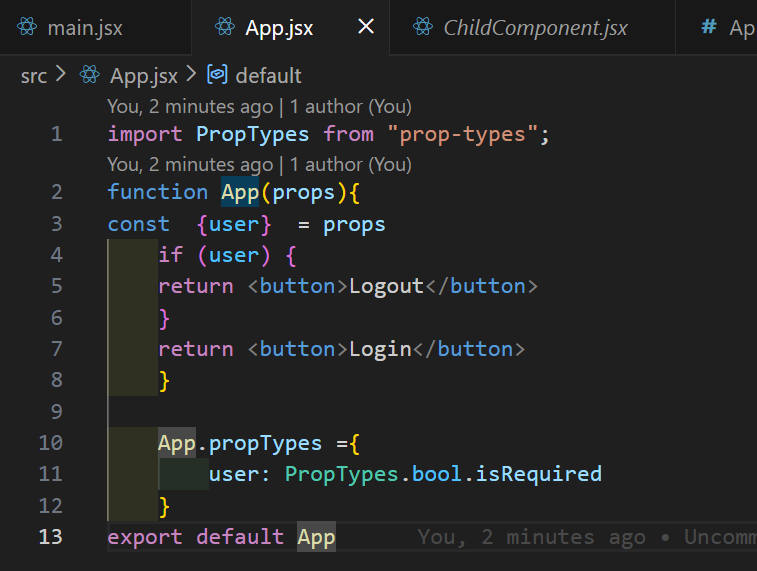 main.jsx App.jsx ChildComponent.jsx # Ap
src > App.jsx > default
You, 2 minutes ago | 1 author (You)
1 import PropTypes from "prop-types";
You, 2 minutes ago | 1 author (You)
2 function App(props){
3 const  {user}  = props
4     if (user) {
5     return <button>Logout</button>
6     }
7     return <button>Login</button>
8     }
9
10     App.propTypes ={
11         user: PropTypes.bool.isRequired
12     }
13 export default App You, 2 minutes ago • Uncomm